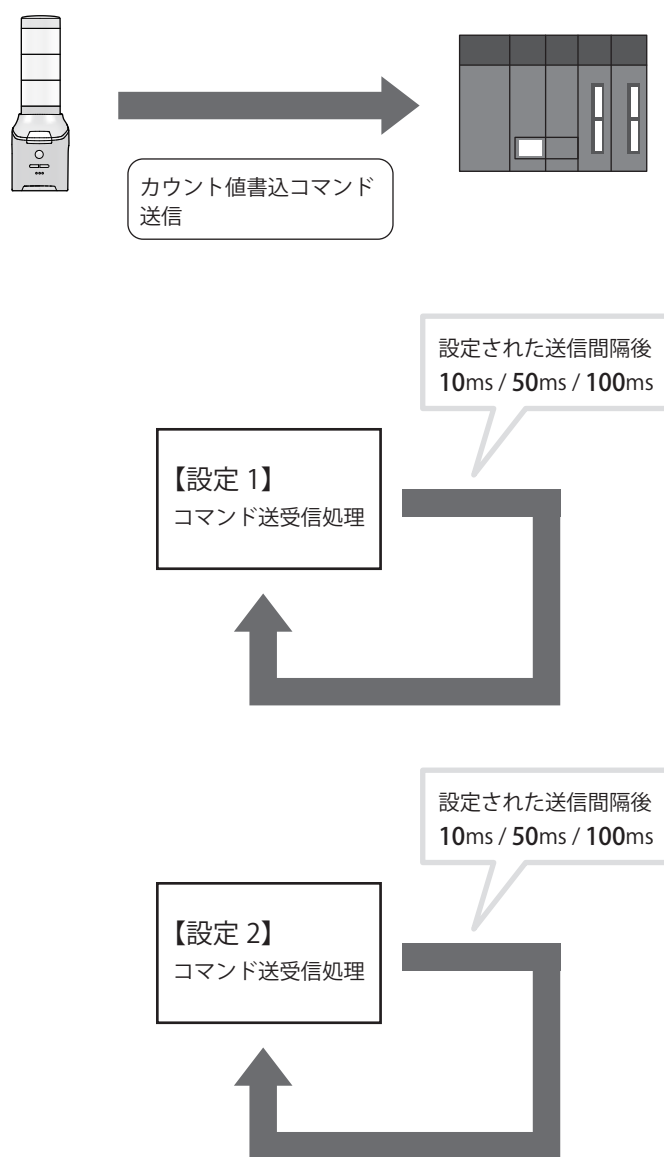 カウント値書込コマンド
送信
設定された送信間隔後
10ms / 50ms / 100ms
【設定 1】
コマンド送受信処理
設定された送信間隔後
10ms / 50ms / 100ms
【設定 2】
コマンド送受信処理